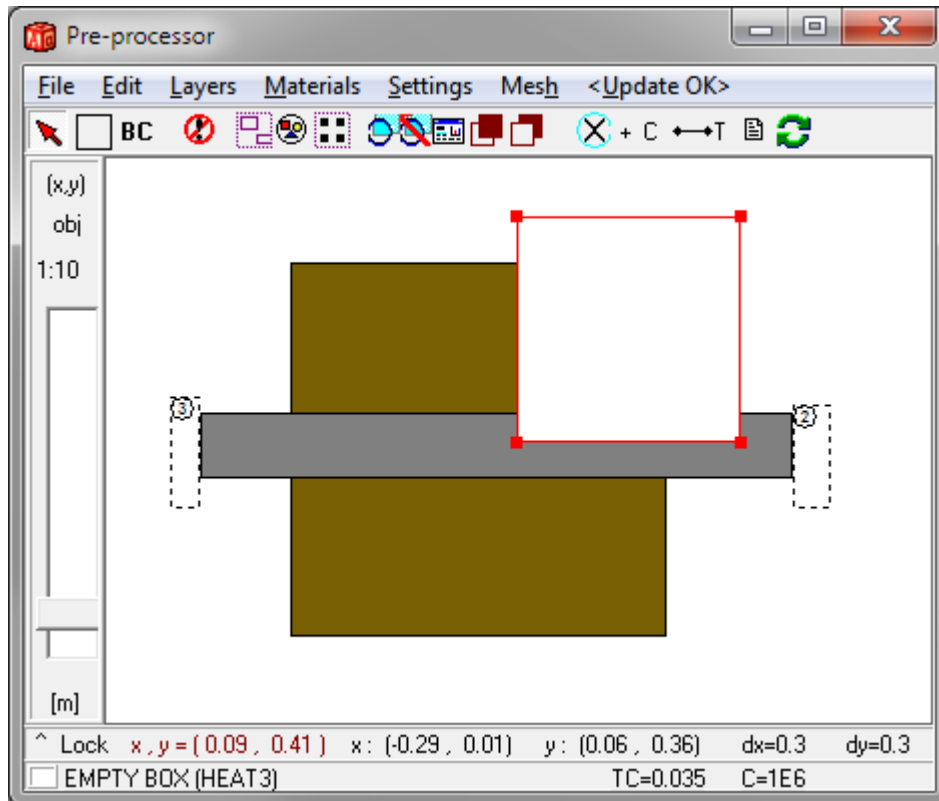 Pre-processor
File Edit Layers Materials Settings Mesh <Update OK>
BC + C T
(x,y)
obj
1:10
3
2
[m]
^ Lock x , y = ( 0.09 , 0.41 ) x : (-0.29 , 0.01) y : (0.06 , 0.36) dx=0.3 dy=0.3
EMPTY BOX (HEAT3) TC=0.035 C=1E6